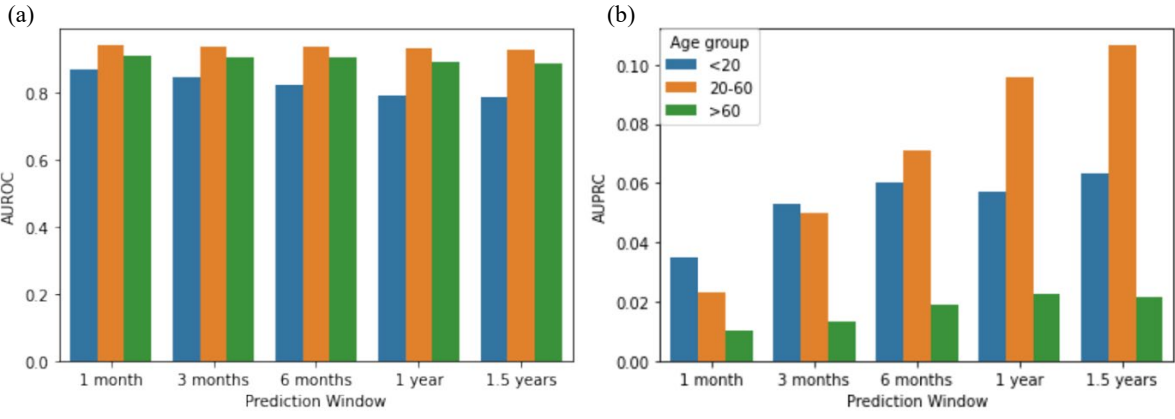 (a)
AUROC
0.8
0.6
0.4
0.2
0.0
1 month 3 months 6 months 1 year 1.5 years
Prediction Window
(b)
AUPRC
Age group
<20
20-60
>60
0.10
0.08
0.06
0.04
0.02
0.00
1 month 3 months 6 months 1 year 1.5 years
Prediction Window